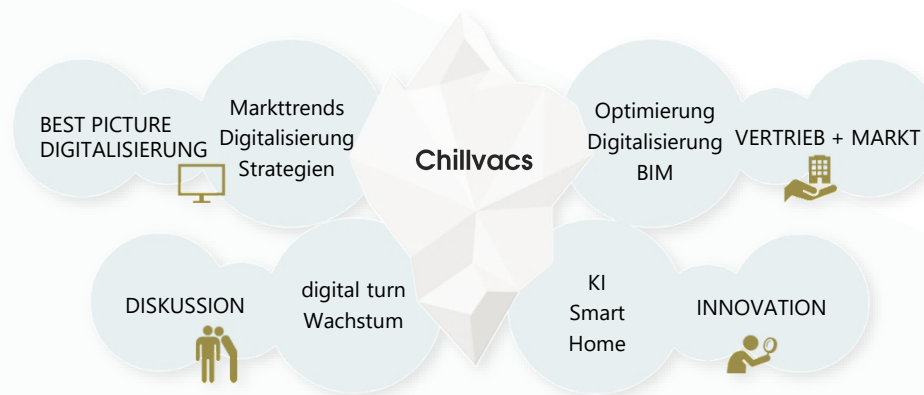 BEST PICTURE
DIGITALISIERUNG
Markttrends
Digitalisierung
Strategien
Chillvacs
Optimierung
Digitalisierung
BIM
VERTRIEB + MARKT
DISKUSSION
digital turn
Wachstum
KI
Smart
Home
INNOVATION